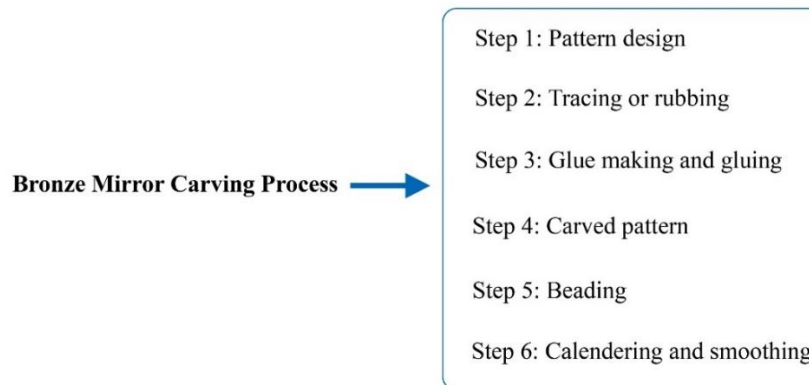 Bronze Mirror Carving Process
Step 1: Pattern design
Step 2: Tracing or rubbing
Step 3: Glue making and gluing
Step 4: Carved pattern
Step 5: Beading
Step 6: Calendering and smoothing